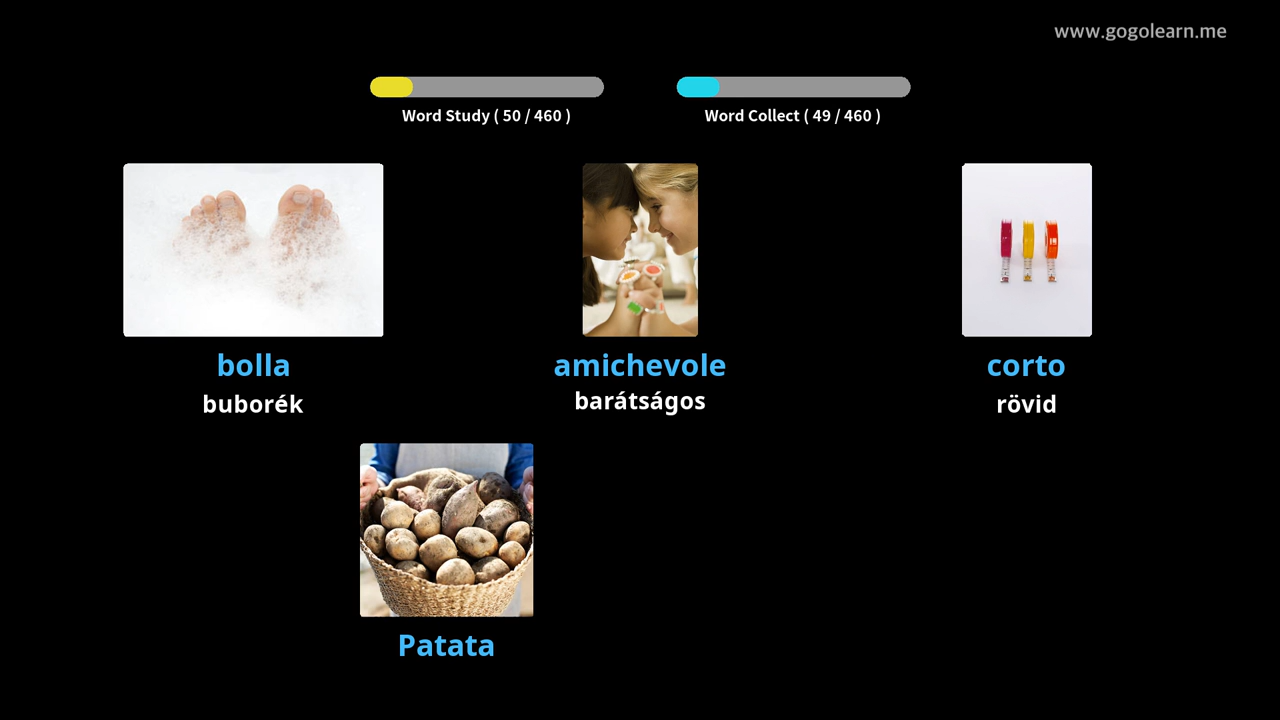 www.gogolearn.me
Word Study ( 50 / 460 )
Word Collect ( 49 / 460 )
bolla
buborék
amichevole
barátságos
corto
rövid
Patata